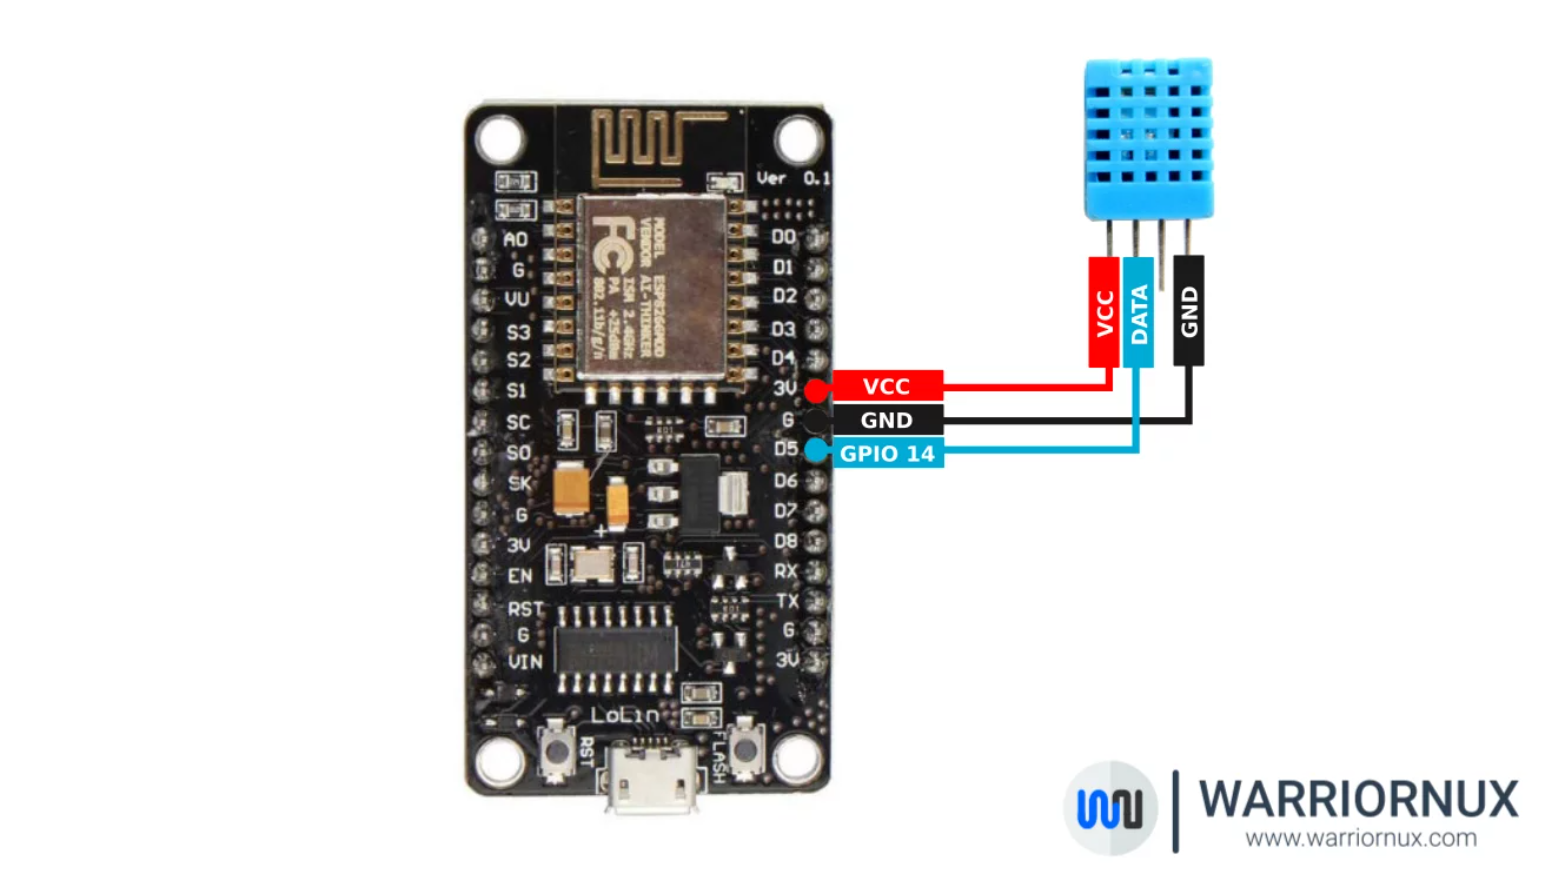 Ver 0.1
MODEL ESP8266MOD
VENDOR AI-THINKER
ISM 2.4GHz
PA +25dBm
802.11b/g/n
FC
A0
G
VU
S3
S2
S1
SC
S0
SK
G
3V
EN
RST
G
VIN
D0
D1
D2
D3
D4
3V
G
D5
D6
D7
D8
RX
TX
G
3V
VCC
GND
GPIO 14
VCC
DATA
GND
LoLin
RST
FLASH
WARRIORNUX
www.warriornux.com